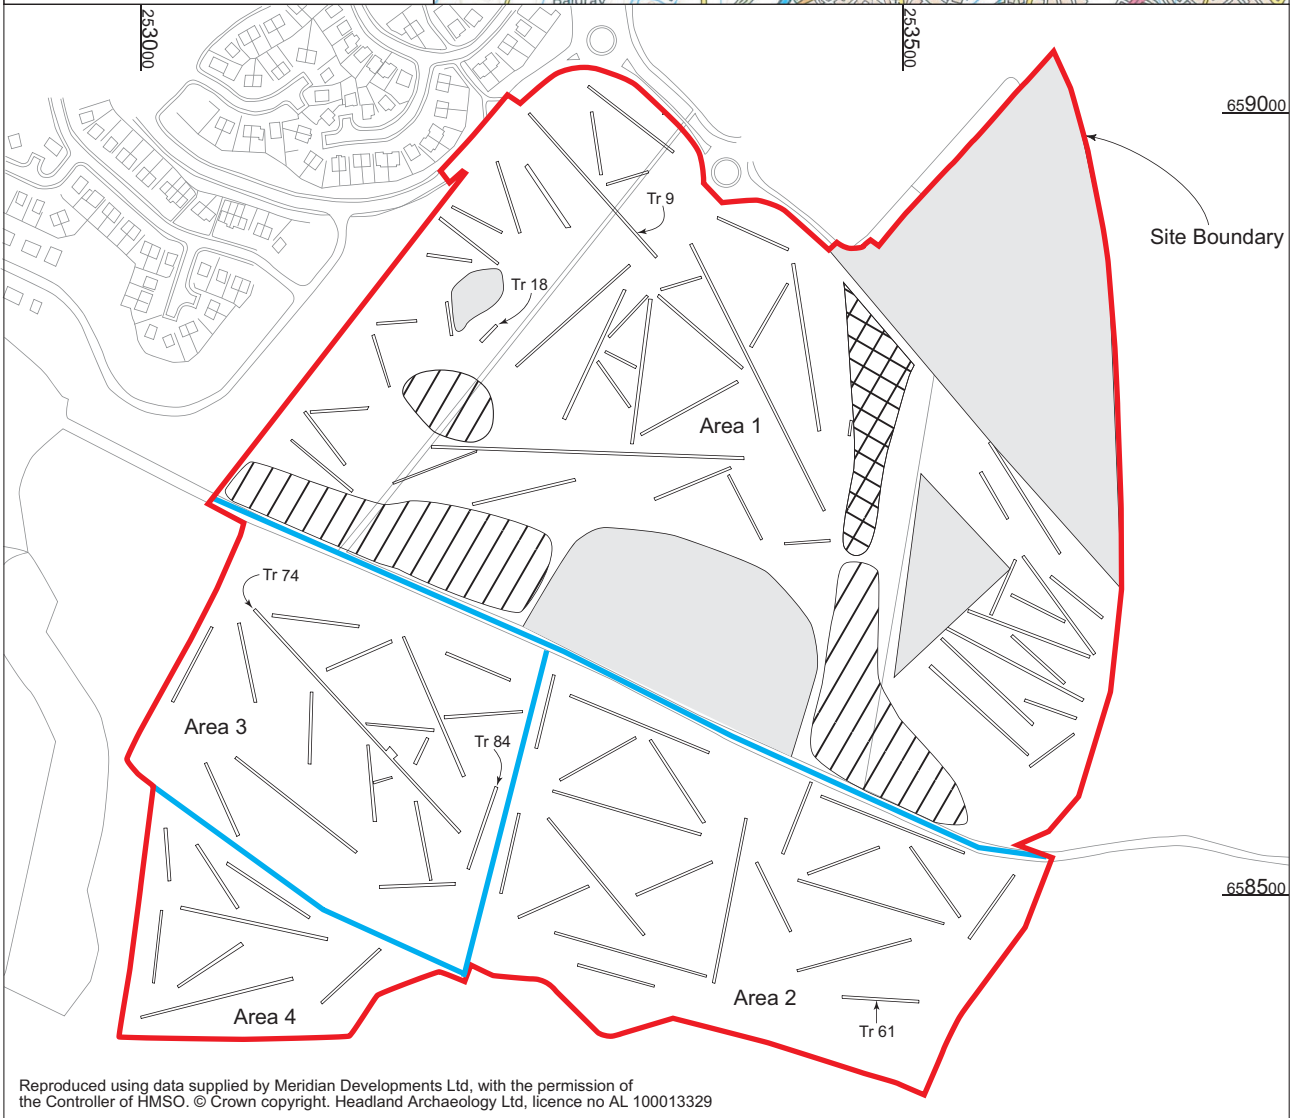 253000
253500
659000
Site Boundary
Tr 9
Tr 18
Area 1
Tr 74
Area 3
Tr 84
658500
Area 2
Tr 61
Area 4
Reproduced using data supplied by Meridian Developments Ltd, with the permission of
the Controller of HMSO. © Crown copyright. Headland Archaeology Ltd, licence no AL 100013329